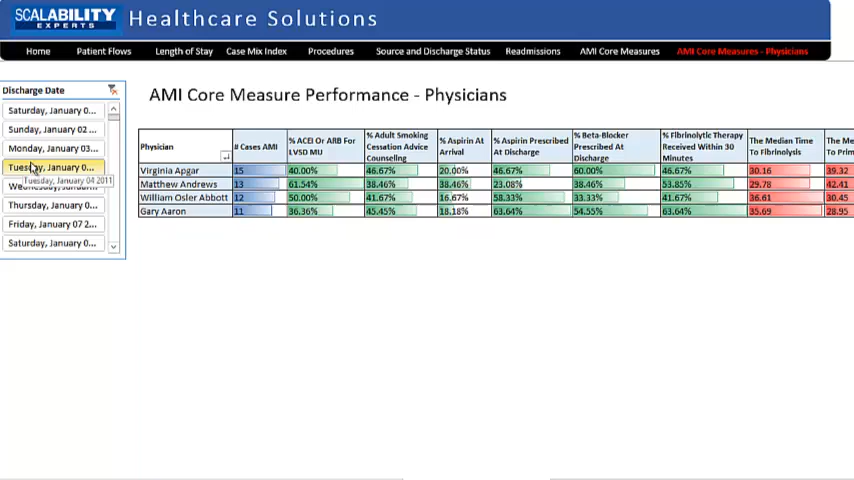 SCALABILITY
EXPERTS
Healthcare Solutions
Home Patient Flows Length of Stay Case Mix Index Procedures Source and Discharge Status Readmissions AMI Core Measures AMI Core Measures - Physicians
Discharge Date
Saturday, January 0...
Sunday, January 02 ...
Monday, January 03...
Tuesday, January 0...
Tuesday, January 04 2011
Wednesday, January...
Thursday, January 0...
Friday, January 07 2...
Saturday, January 0...
AMI Core Measure Performance - Physicians
Physician
# Cases AMI
% ACEI Or ARB For
LVSD MU
% Adult Smoking
Cessation Advice
Counseling
% Aspirin At
Arrival
% Aspirin Prescribed
At Discharge
% Beta-Blocker
Prescribed At
Discharge
% Fibrinolytic Therapy
Received Within 30
Minutes
The Median Time
To Fibrinolysis
The Me
To Prim
Virginia Apgar 15 40.00% 46.67% 20.00% 46.67% 60.00% 46.67% 30.16 39.32
Matthew Andrews 13 61.54% 38.46% 38.46% 23.08% 38.46% 53.85% 29.78 42.41
William Osler Abbott 12 50.00% 41.67% 16.67% 58.33% 33.33% 41.67% 36.61 30.45
Gary Aaron 11 36.36% 45.45% 18.18% 63.64% 54.55% 63.64% 35.69 28.95